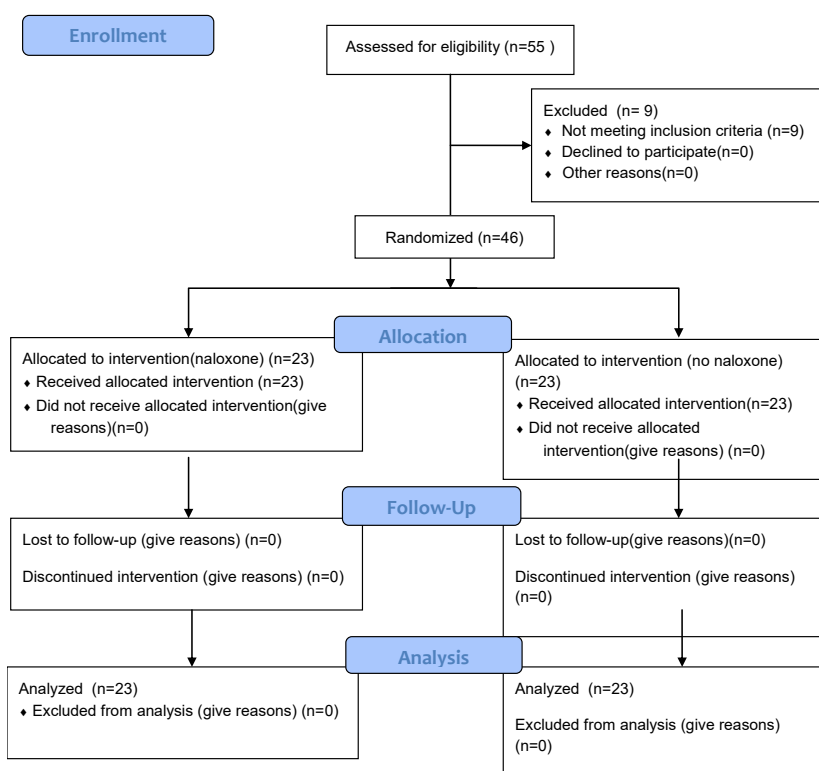 Enrollment
Assessed for eligibility (n=55 )
Excluded (n= 9)
♦ Not meeting inclusion criteria (n=9)
♦ Declined to participate(n=0)
♦ Other reasons(n=0)
Randomized (n=46)
Allocation
Allocated to intervention(naloxone) (n=23)
♦ Received allocated intervention (n=23)
♦ Did not receive allocated intervention(give
reasons)(n=0)
Allocated to intervention (no naloxone)
(n=23)
♦ Received allocated intervention(n=23)
♦ Did not receive allocated
intervention(give reasons) (n=0)
Follow-Up
Lost to follow-up (give reasons) (n=0)
Discontinued intervention (give reasons) (n=0)
Lost to follow-up(give reasons)(n=0)
Discontinued intervention (give reasons)
(n=0)
Analysis
Analyzed (n=23)
♦ Excluded from analysis (give reasons) (n=0)
Analyzed (n=23)
Excluded from analysis (give reasons)
(n=0)